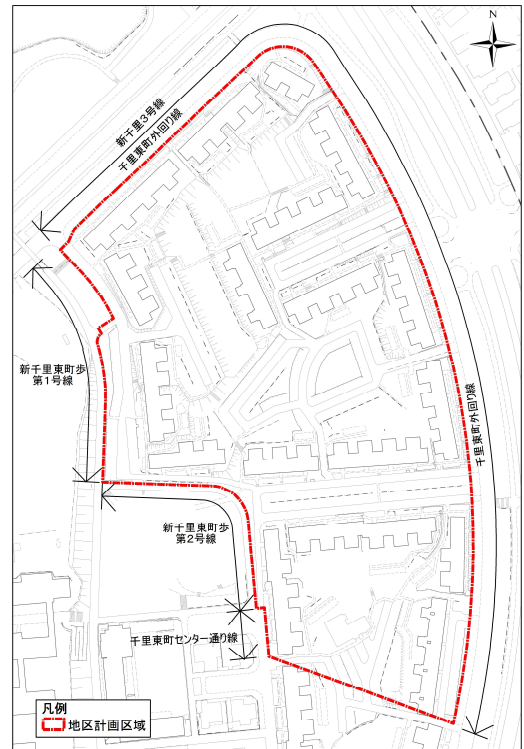 N
新千里3号線
千里東町外回り線
新千里東町歩
第1号線
千里東町外回り線
新千里東町歩
第2号線
千里東町センター通り線
凡例
地区計画区域